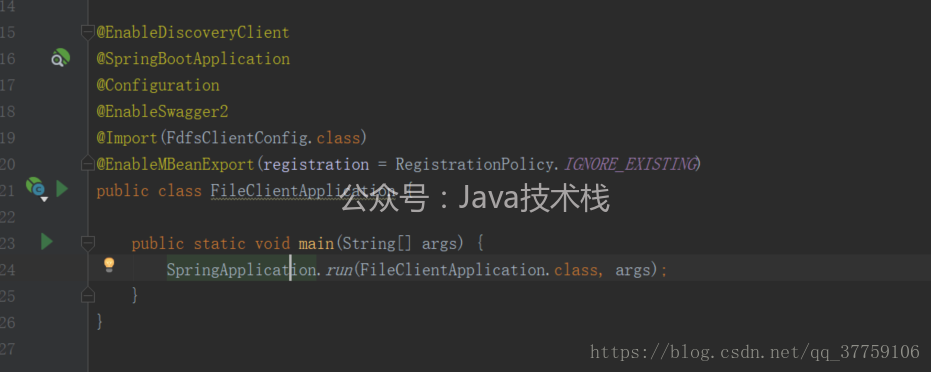 14
15 @EnableDiscoveryClient
16 @SpringBootApplication
17 @Configuration
18 @EnableSwagger2
19 @Import(FdfsClientConfig.class)
20 @EnableMBeanExport(registration = RegistrationPolicy.IGNORE_EXISTING)
21 public class FileClientApplication {
公众号：Java技术栈
22
23 public static void main(String[] args) {
24 SpringApplication.run(FileClientApplication.class, args);
25 }
26 }
27
https://blog.csdn.net/qq_37759106